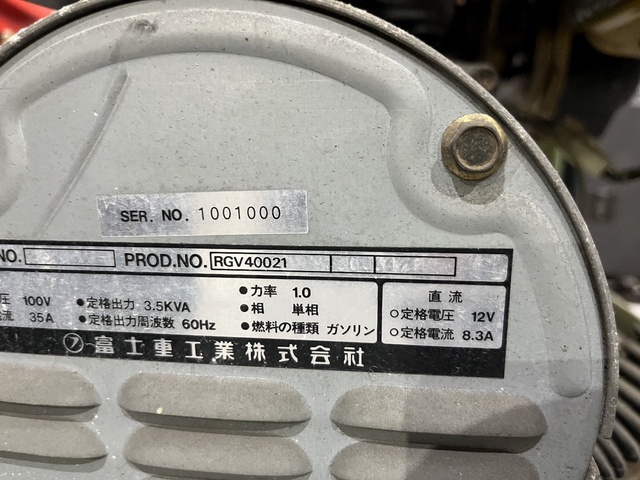 SER. NO. 1001000
NO. PROD.NO. RGV40021
●力率 1.0
圧 100V ●定格出力 3.5KVA ●相 単相
流 35A ●定格出力周波数 60Hz ●燃料の種類 ガソリン
直流
○定格電圧 12V
○定格電流 8.3A
富士重工業株式会社